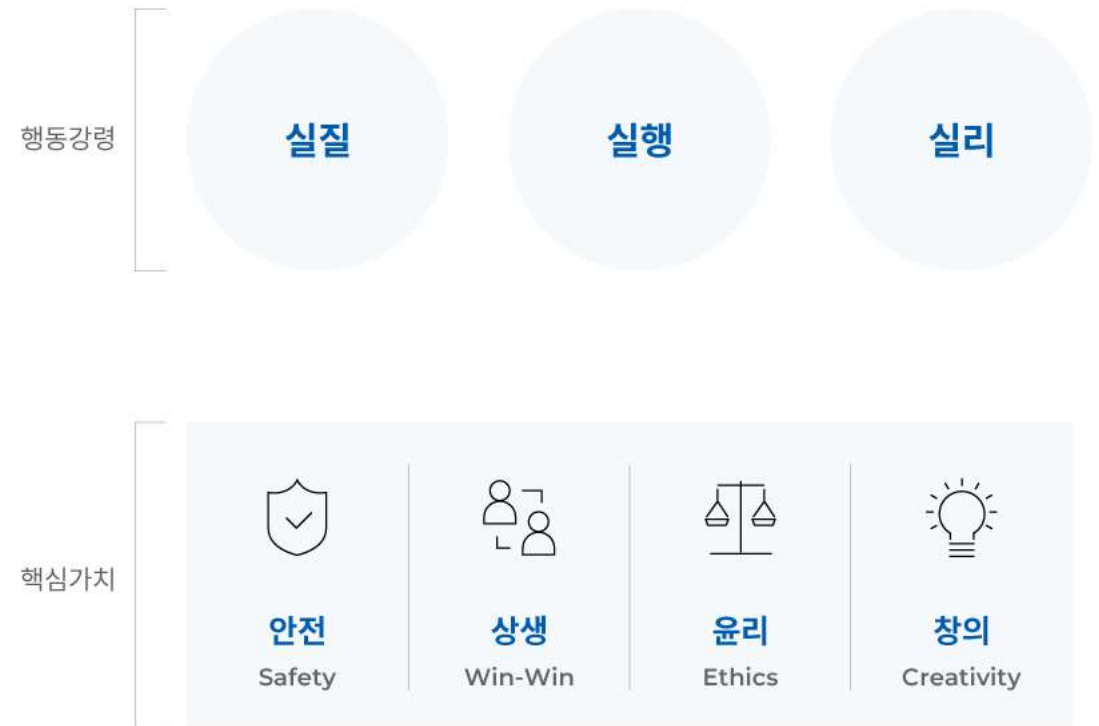 행동강령
실질
실행
실리
핵심가치
안전
Safety
상생
Win-Win
윤리
Ethics
창의
Creativity